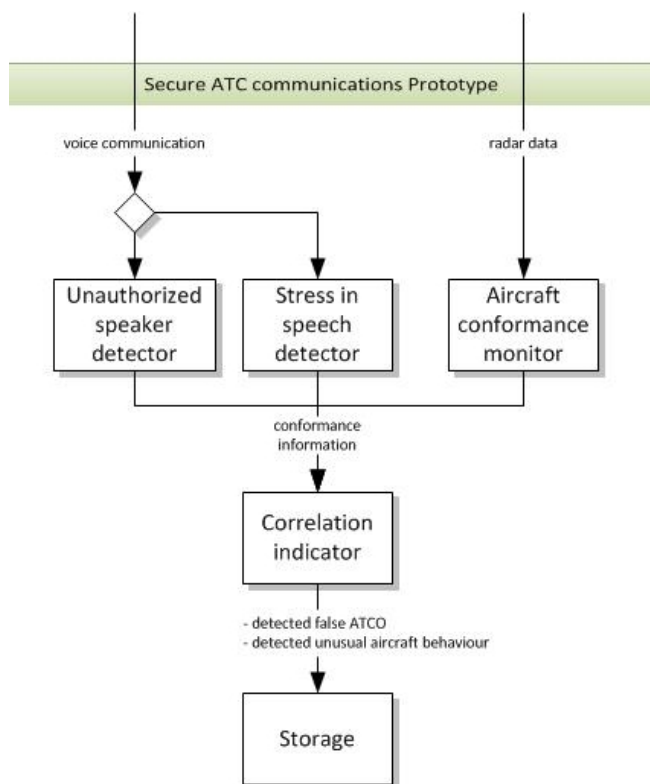 Secure ATC communications Prototype
voice communication
radar data
Unauthorized
speaker
detector
Stress in
speech
detector
Aircraft
conformance
monitor
conformance
information
Correlation
indicator
- detected false ATCO
- detected unusual aircraft behaviour
Storage